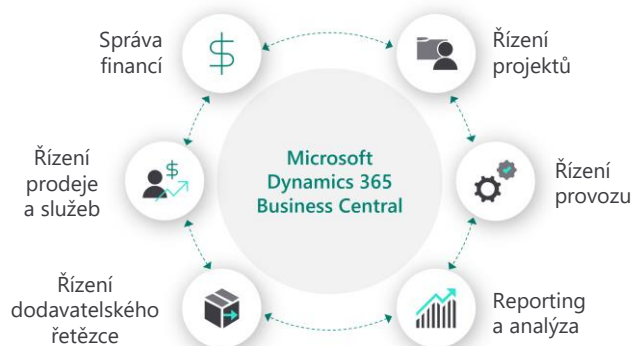 Správa
financí
Řízení
projektů
Řízení
prodeje
a služeb
Microsoft
Dynamics 365
Business Central
Řízení
provozu
Řízení
dodavatelského
řetězce
Reporting
a analýza